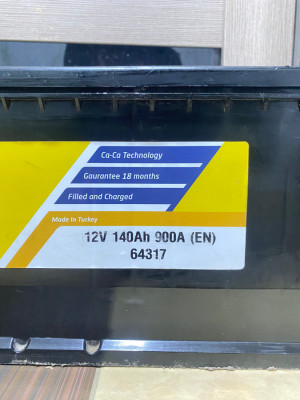 Ca-Ca Technology
Gaurantee 18 months
Filled and Charged
Made In Turkey
12V 140Ah 900A (EN)
64317